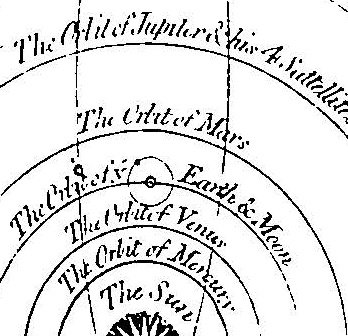 The Orbit of Jupiter & his 4 Sattellites
The Orbit of Mars
The Orbit of ye Earth & Moon
The Orbit of Venus
The Orbit of Mercury
The Sun